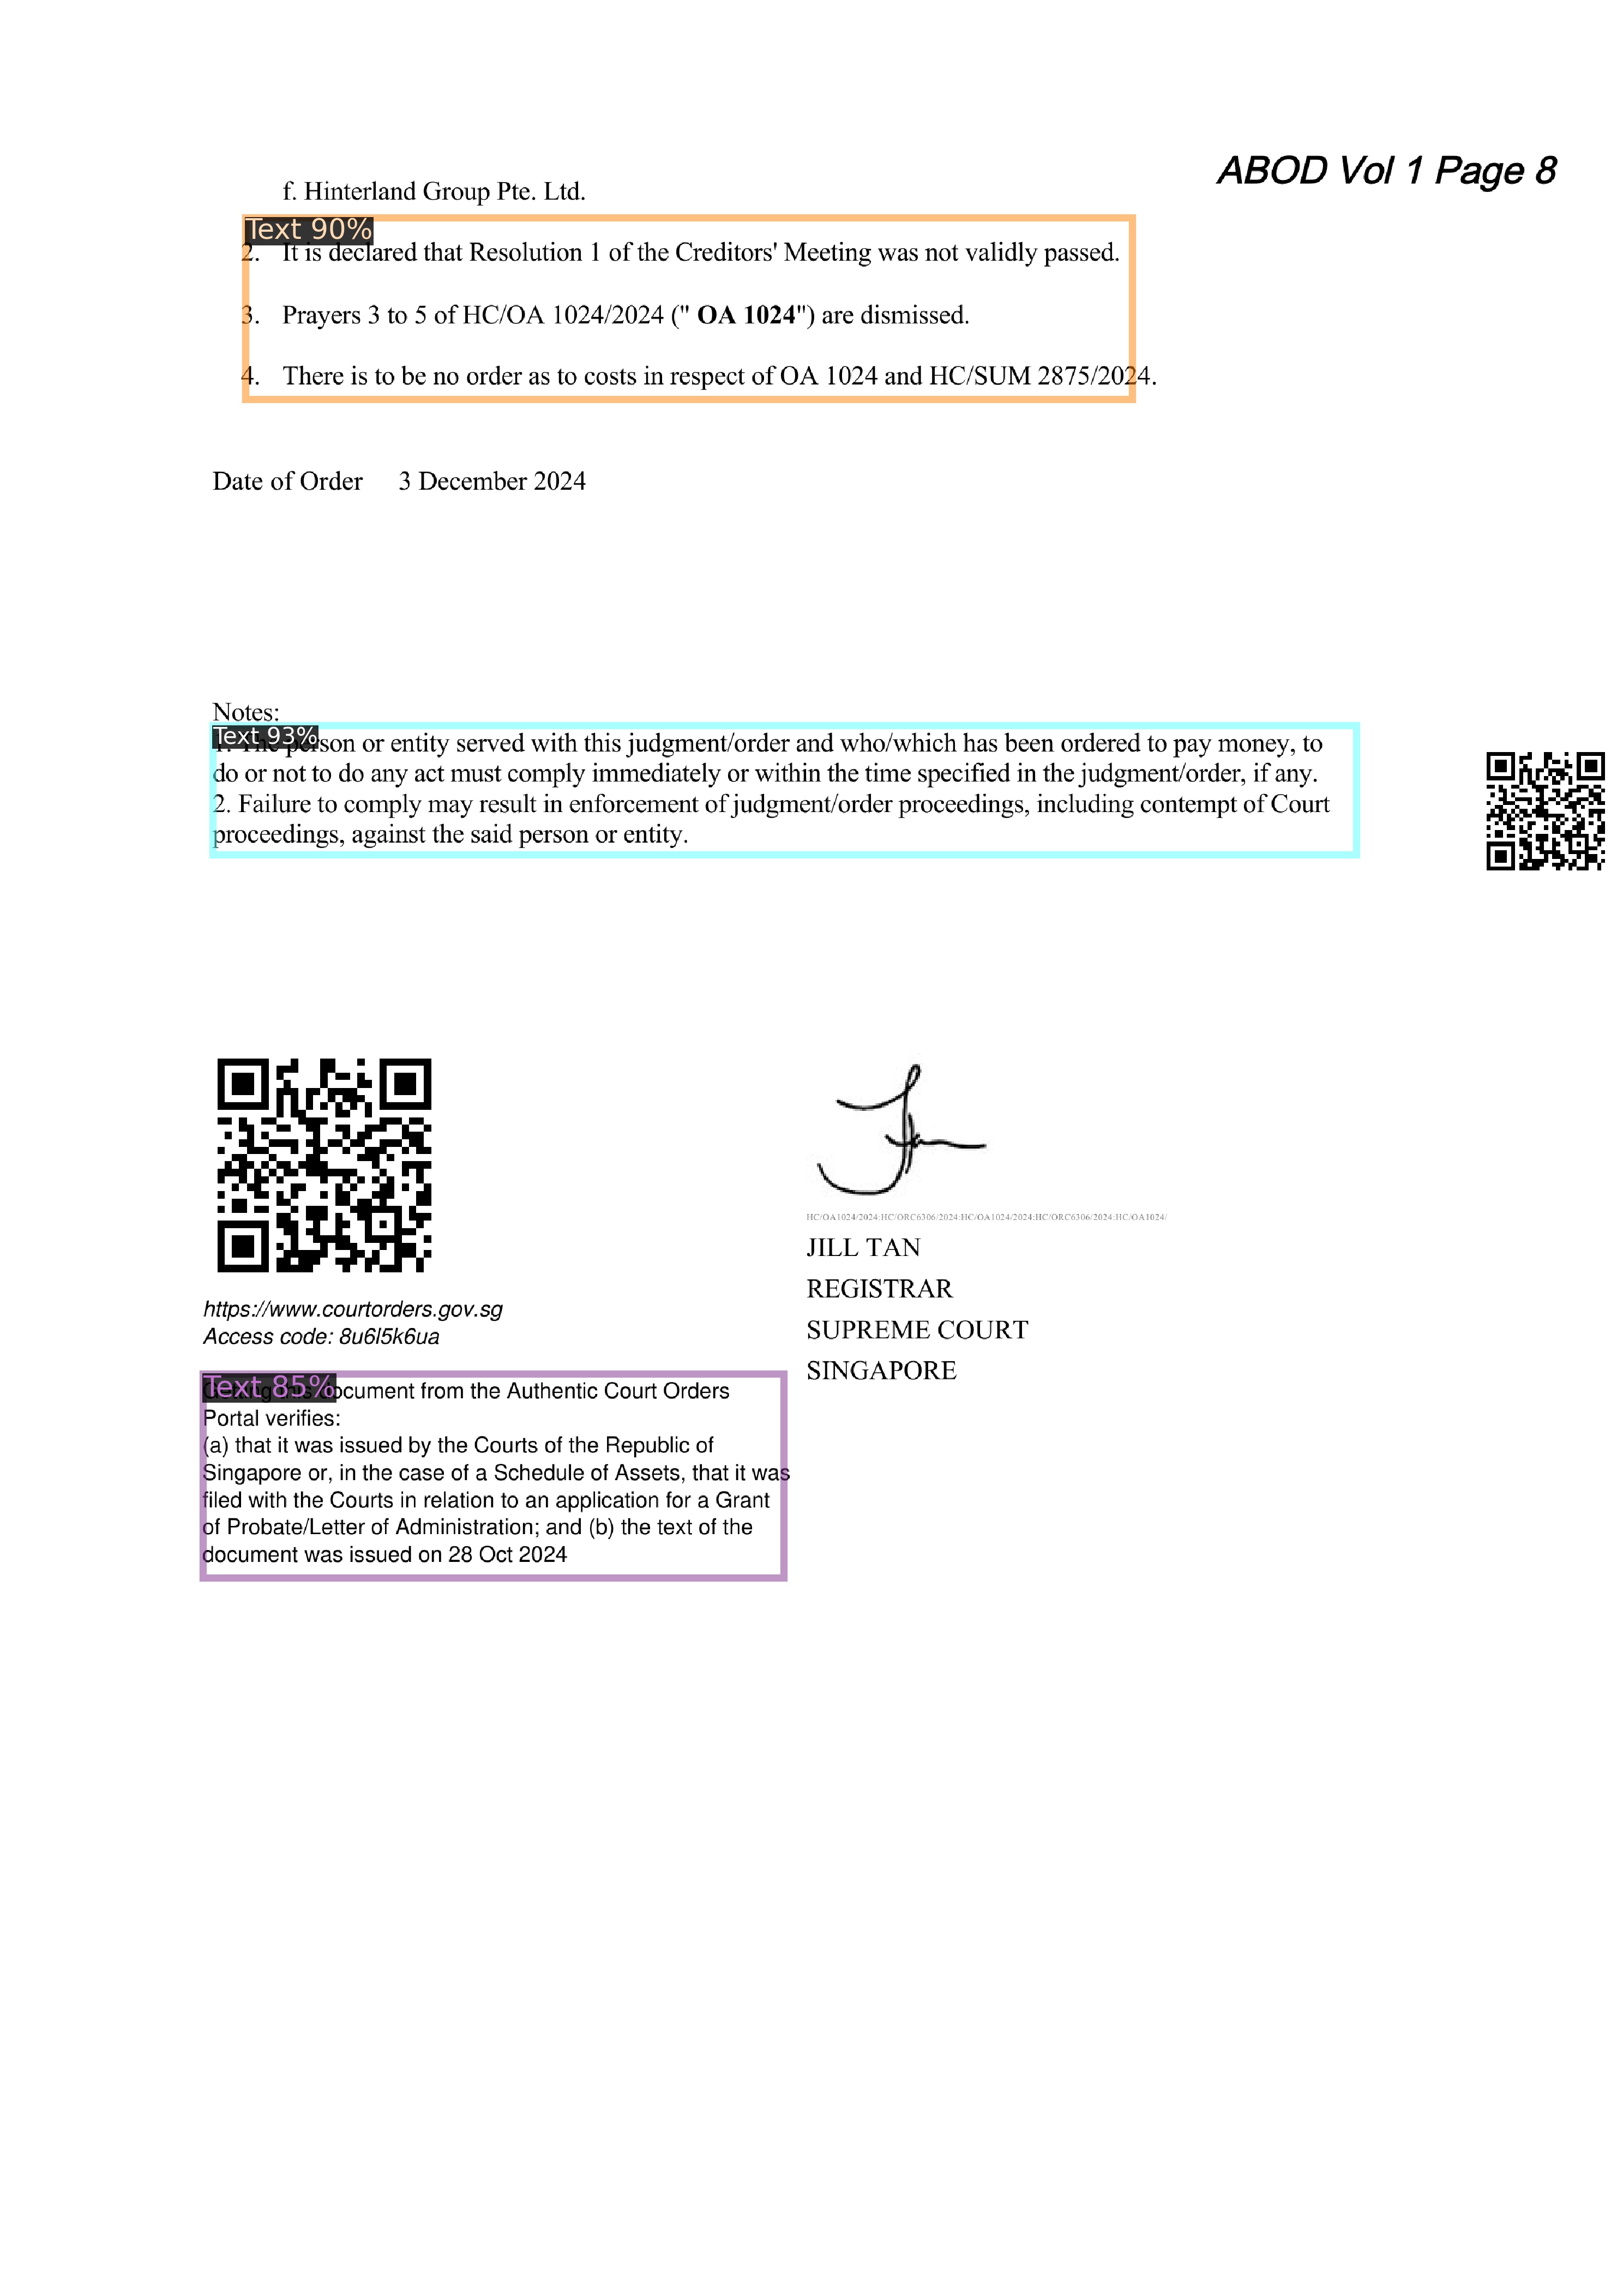 ABOD Vol 1 Page 8
f. Hinterland Group Pte. Ltd.
Text 90%
2. It is declared that Resolution 1 of the Creditors' Meeting was not validly passed.
3. Prayers 3 to 5 of HC/OA 1024/2024 (" OA 1024") are dismissed.
4. There is to be no order as to costs in respect of OA 1024 and HC/SUM 2875/2024.
Date of Order 3 December 2024
Notes:
Text 93%
1. The person or entity served with this judgment/order and who/which has been ordered to pay money, to
do or not to do any act must comply immediately or within the time specified in the judgment/order, if any.
2. Failure to comply may result in enforcement of judgment/order proceedings, including contempt of Court
proceedings, against the said person or entity.
HC/OA1024/2024:HC/ORC6306/2024:HC/OA1024/2024:HC/ORC6306/2024:HC/OA1024/
JILL TAN
REGISTRAR
SUPREME COURT
SINGAPORE
https://www.courtorders.gov.sg
Access code: 8u6l5k6ua
Text 85%
document from the Authentic Court Orders
Portal verifies:
(a) that it was issued by the Courts of the Republic of
Singapore or, in the case of a Schedule of Assets, that it was
filed with the Courts in relation to an application for a Grant
of Probate/Letter of Administration; and (b) the text of the
document was issued on 28 Oct 2024